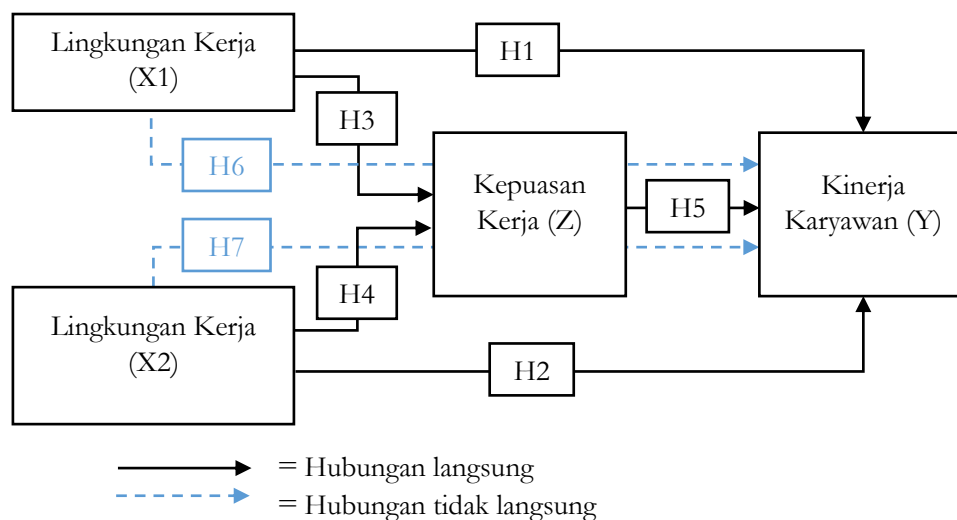 Lingkungan Kerja
(X1)
H1
H3
H6
Kepuasan
Kerja (Z)
H5
Kinerja
Karyawan (Y)
H7
H4
Lingkungan Kerja
(X2)
H2
= Hubungan langsung
= Hubungan tidak langsung